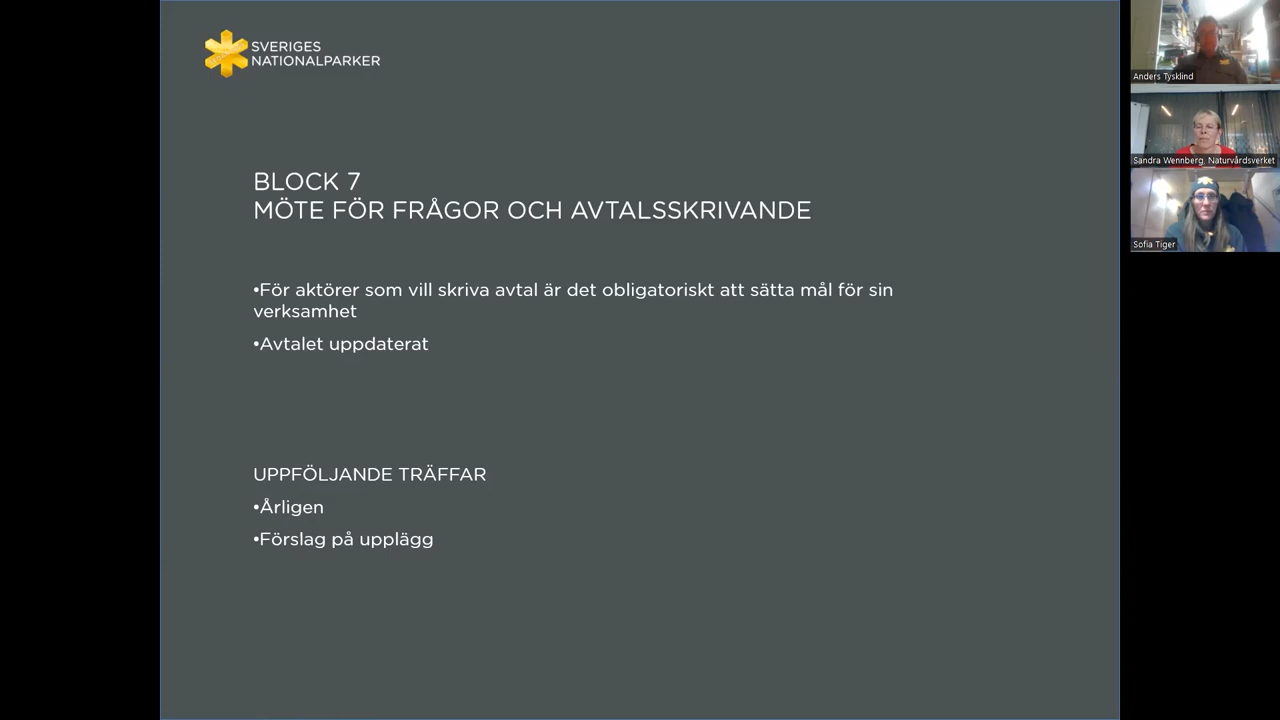 SVERIGES
NATIONALPARKER
BLOCK 7
MÖTE FÖR FRÅGOR OCH AVTALSSKRIVANDE
•För aktörer som vill skriva avtal är det obligatoriskt att sätta mål för sin
verksamhet
•Avtalet uppdaterat
UPPFÖLJANDE TRÄFFAR
•Årligen
•Förslag på upplägg
Anders Tysklind
Sandra Wennberg, Naturvårdsverket
Sofia Tiger